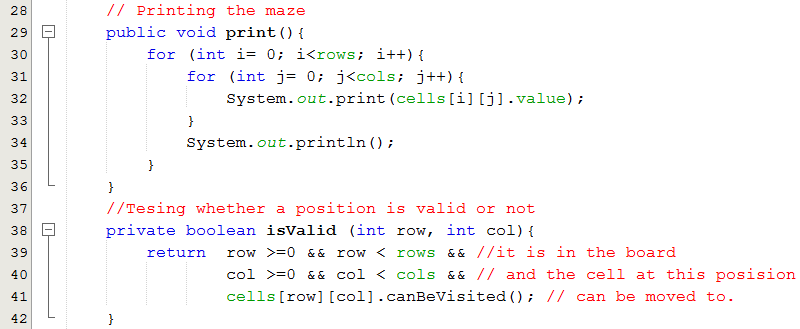 28 // Printing the maze
29 public void print(){
30 for (int i= 0; i<rows; i++){
31 for (int j= 0; j<cols; j++){
32 System.out.print(cells[i][j].value);
33 }
34 System.out.println();
35 }
36 }
37 //Tesing whether a position is valid or not
38 private boolean isValid (int row, int col){
39 return row >=0 && row < rows && //it is in the board
40 col >=0 && col < cols && // and the cell at this posision
41 cells[row][col].canBeVisited(); // can be moved to.
42 }